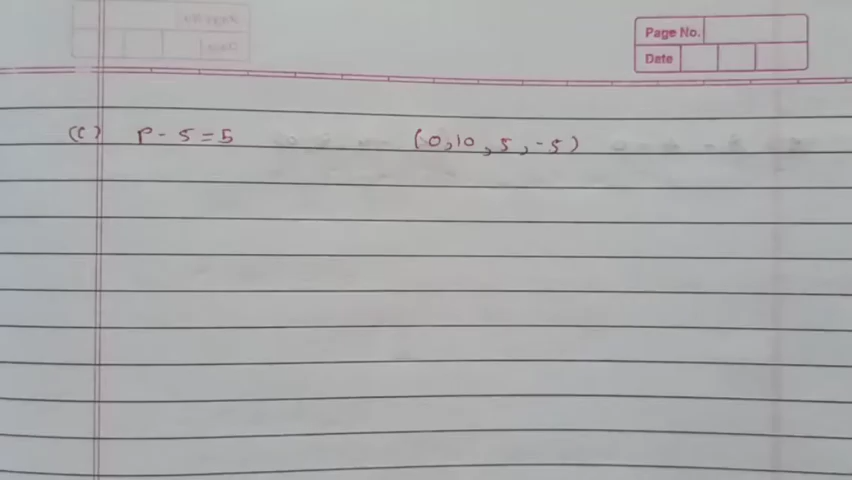 Page No.
Date
(c) p - 5 = 5 (0, 10, 5, -5)